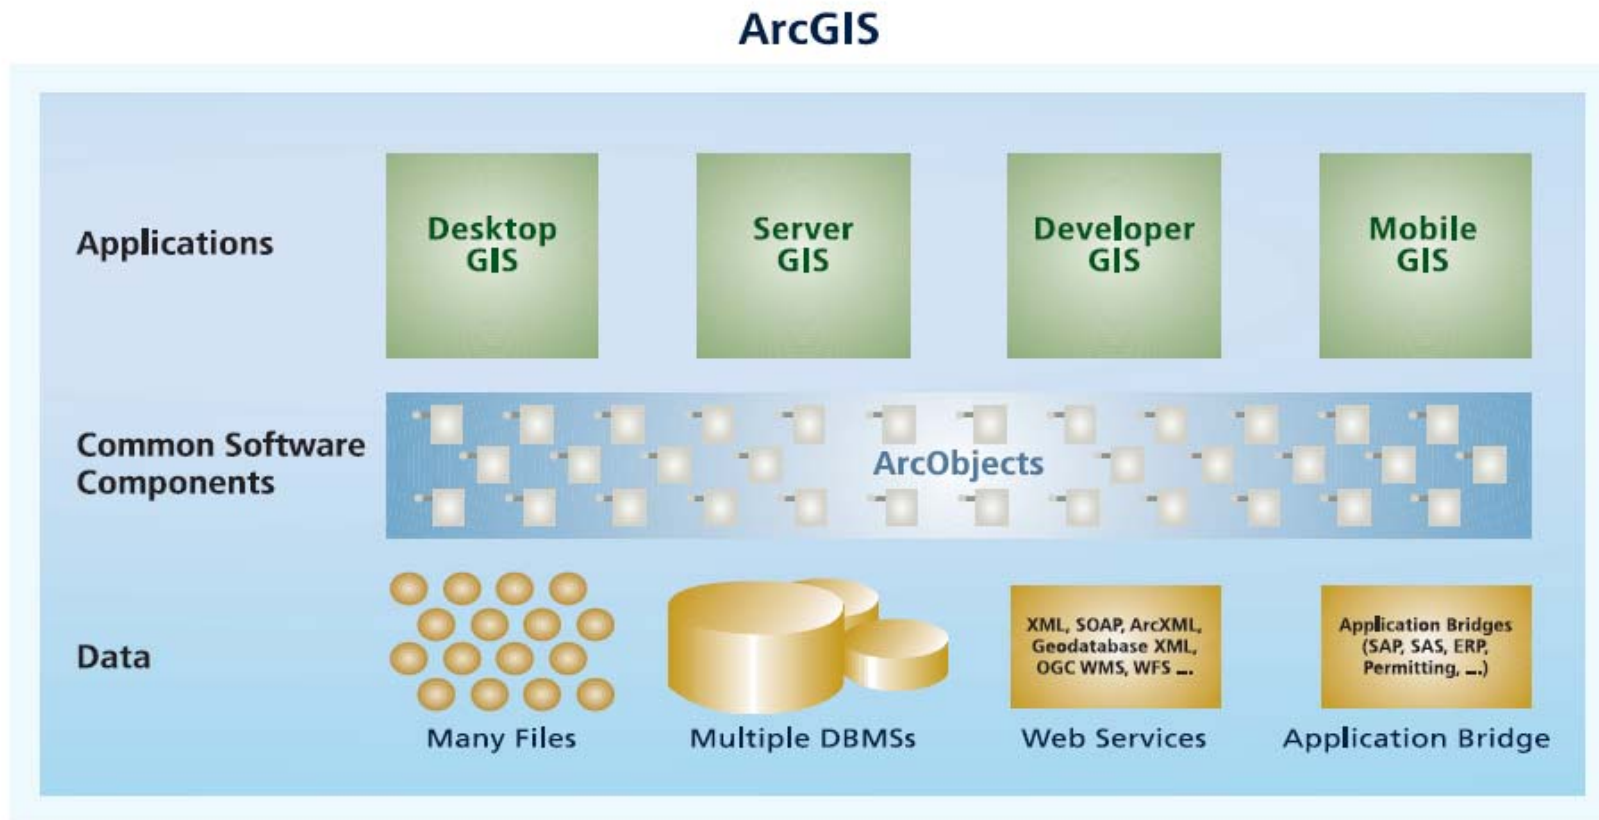 ArcGIS
Applications
Desktop
GIS
Server
GIS
Developer
GIS
Mobile
GIS
Common Software
Components
ArcObjects
Data
Many Files
Multiple DBMSs
XML, SOAP, ArcXML,
Geodatabase XML,
OGC WMS, WFS ....
Web Services
Application Bridges
(SAP, SAS, ERP,
Permitting, ....)
Application Bridge